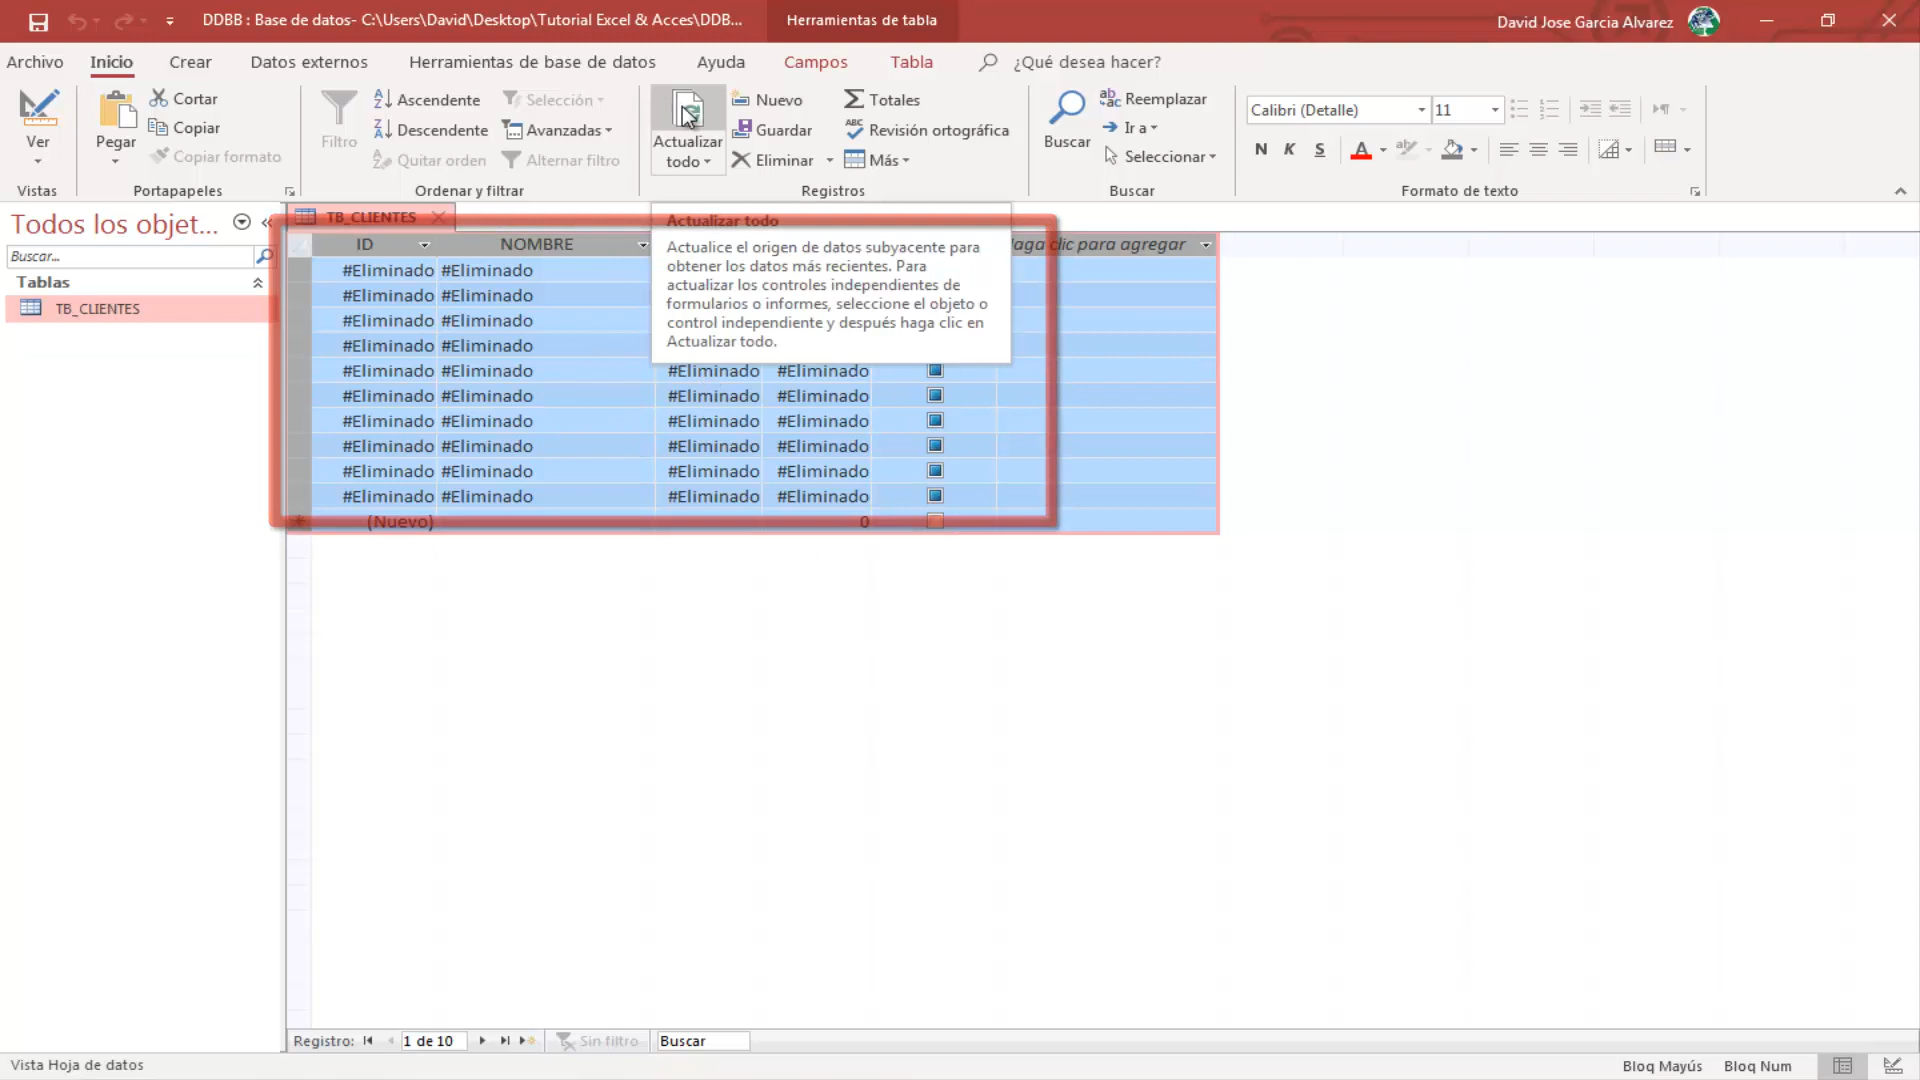 DDBB : Base de datos- C:\Users\David\Desktop\Tutorial Excel & Acces\DDB...
Herramientas de tabla
David Jose Garcia Alvarez
Archivo Inicio Crear Datos externos Herramientas de base de datos Ayuda Campos Tabla ¿Qué desea hacer?
Ver
Vistas
Pegar
Cortar
Copiar
Copiar formato
Portapapeles
Filtro
Ascendente
Descendente
Quitar orden
Selección
Avanzadas
Alternar filtro
Ordenar y filtrar
Actualizar
todo
Nuevo
Guardar
Eliminar
Totales
Revisión ortográfica
Más
Registros
Buscar
Reemplazar
Ir a
Seleccionar
Buscar
Calibri (Detalle) 11
N K S
Formato de texto
Todos los objet...
Buscar...
Tablas
TB_CLIENTES
TB_CLIENTES
ID NOMBRE clic para agregar
Actualizar todo
Actualice el origen de datos subyacente para
obtener los datos más recientes. Para
actualizar los controles independientes de
formularios o informes, seleccione el objeto o
control independiente y después haga clic en
Actualizar todo.
#Eliminado #Eliminado
#Eliminado #Eliminado
#Eliminado #Eliminado
#Eliminado #Eliminado
#Eliminado #Eliminado #Eliminado #Eliminado
#Eliminado #Eliminado #Eliminado #Eliminado
#Eliminado #Eliminado #Eliminado #Eliminado
#Eliminado #Eliminado #Eliminado #Eliminado
#Eliminado #Eliminado #Eliminado #Eliminado
#Eliminado #Eliminado #Eliminado #Eliminado
(Nuevo) 0
Registro: 1 de 10 Sin filtro Buscar
Vista Hoja de datos
Bloq Mayús Bloq Num